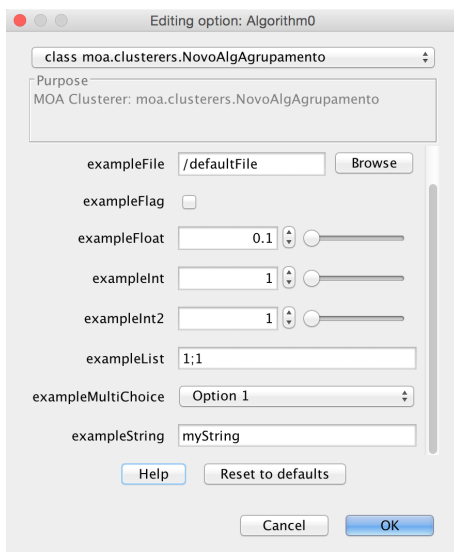 Editing option: Algorithm0
class moa.clusterers.NovoAlgAgrupamento
Purpose
MOA Clusterer: moa.clusterers.NovoAlgAgrupamento
exampleFile /defaultFile Browse
exampleFlag
exampleFloat 0.1
exampleInt 1
exampleInt2 1
exampleList 1;1
exampleMultiChoice Option 1
exampleString myString
Help Reset to defaults
Cancel OK